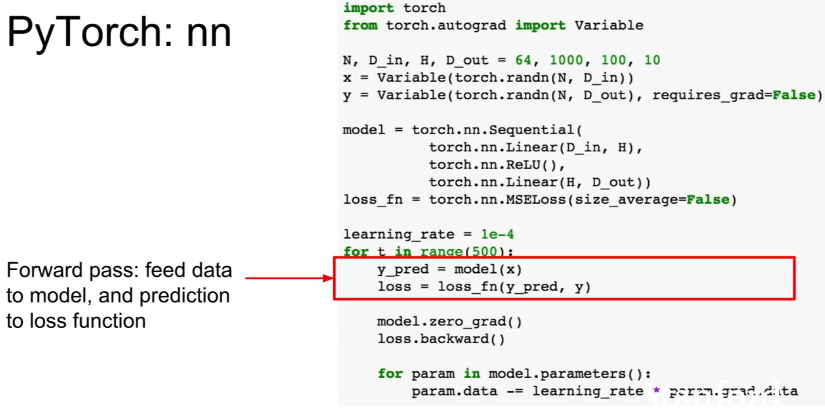 PyTorch: nn
import torch
from torch.autograd import Variable
N, D_in, H, D_out = 64, 1000, 100, 10
x = Variable(torch.randn(N, D_in))
y = Variable(torch.randn(N, D_out), requires_grad=False)
model = torch.nn.Sequential(
torch.nn.Linear(D_in, H),
torch.nn.ReLU(),
torch.nn.Linear(H, D_out))
loss_fn = torch.nn.MSELoss(size_average=False)
learning_rate = 1e-4
for t in range(500):
y_pred = model(x)
loss = loss_fn(y_pred, y)
model.zero_grad()
loss.backward()
for param in model.parameters():
param.data -= learning_rate * param.grad.data
Forward pass: feed data
to model, and prediction
to loss function